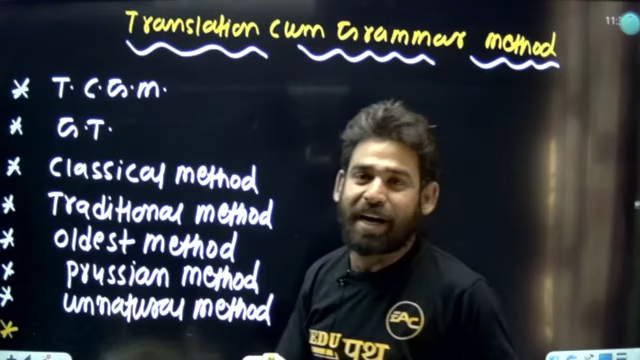 Translation Cum Grammar method
* T.C.G.M.
* G.T.
* Classical method
* Traditional method
* Oldest method
* Prussian method
* unnatural method
*
EAC
EDU पथ